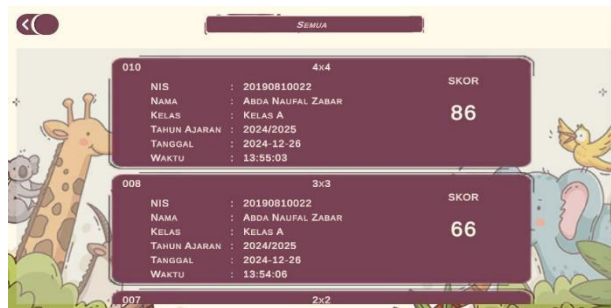 SEMUA
010 4x4
NIS : 20190810022
NAMA : ABDA NAUFAL ZABAR
KELAS : KELAS A
TAHUN AJARAN : 2024/2025
TANGGAL : 2024-12-26
WAKTU : 13:55:03
SKOR
86
008 3x3
NIS : 20190810022
NAMA : ABDA NAUFAL ZABAR
KELAS : KELAS A
TAHUN AJARAN : 2024/2025
TANGGAL : 2024-12-26
WAKTU : 13:54:06
SKOR
66
007 2x2